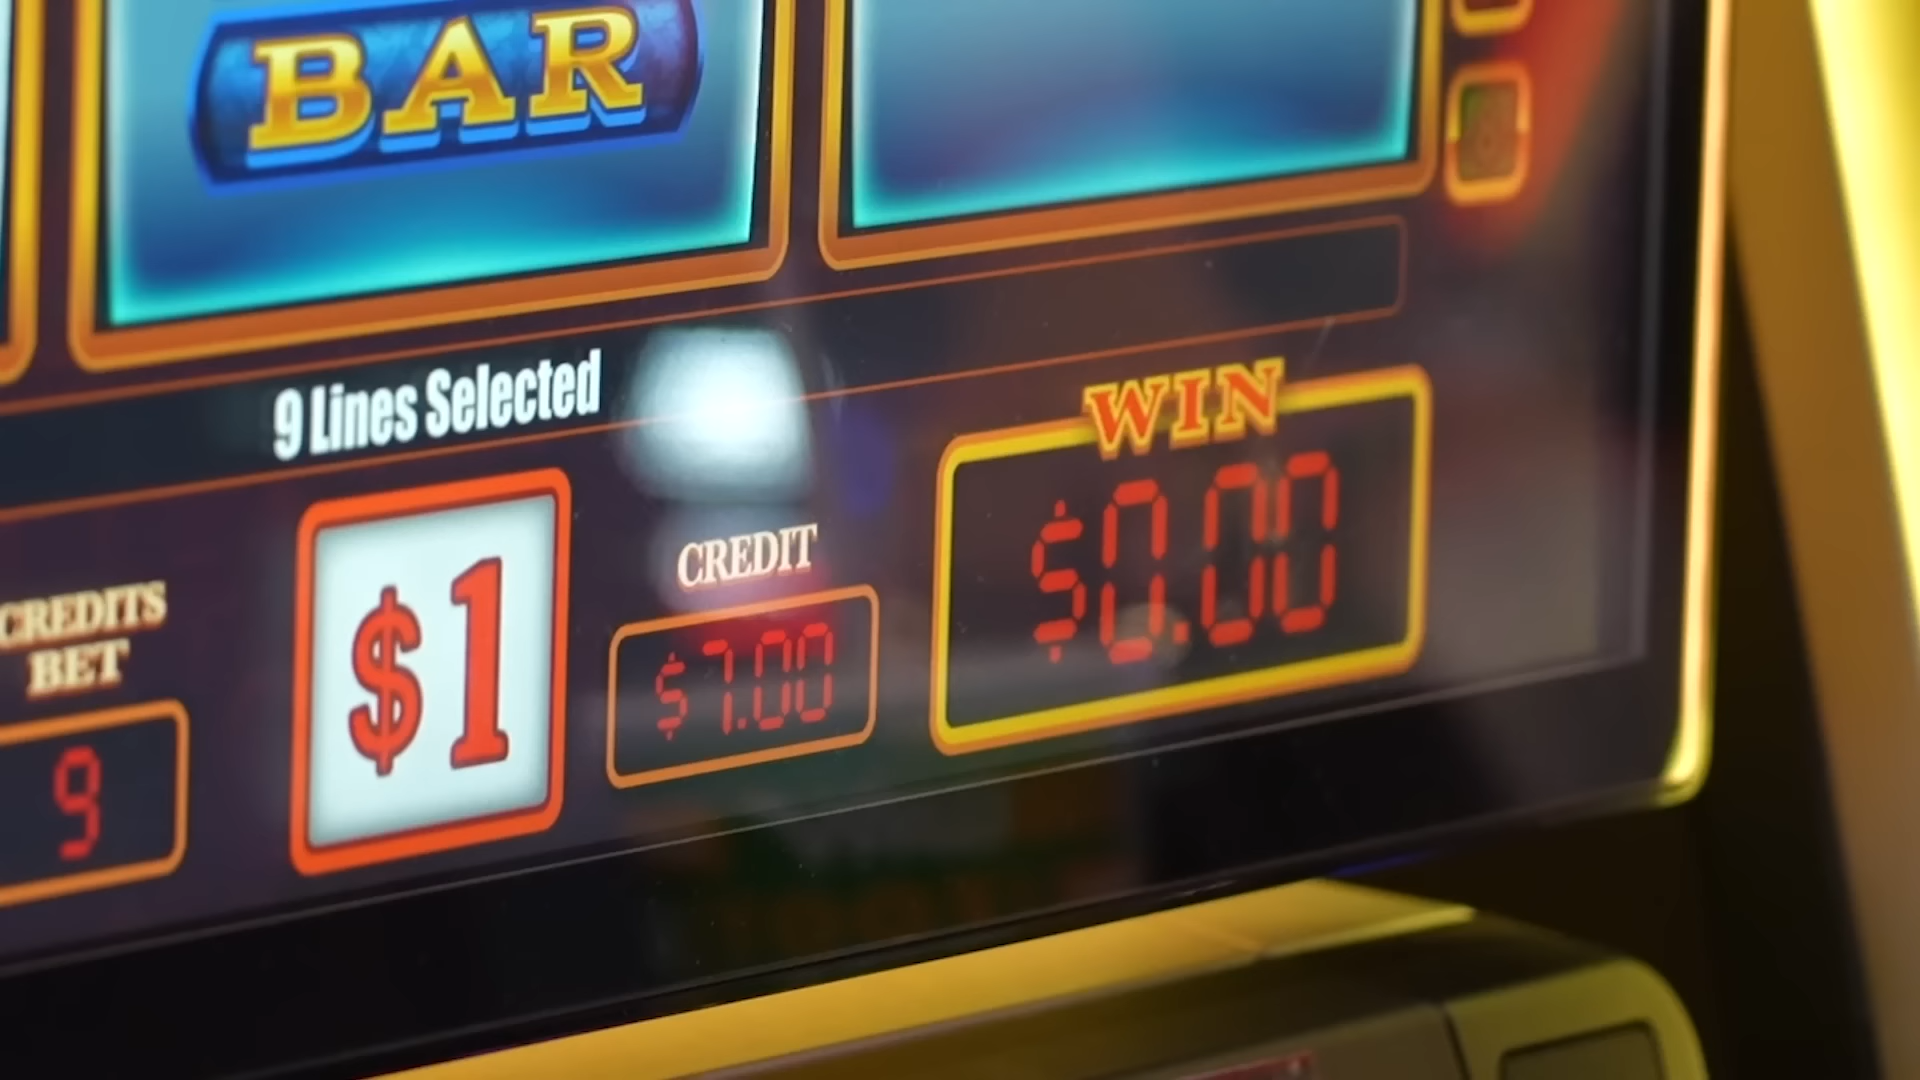 BAR
9 Lines Selected
WIN
$0.00
CREDIT
$7.00
$1
CREDITS
BET
9